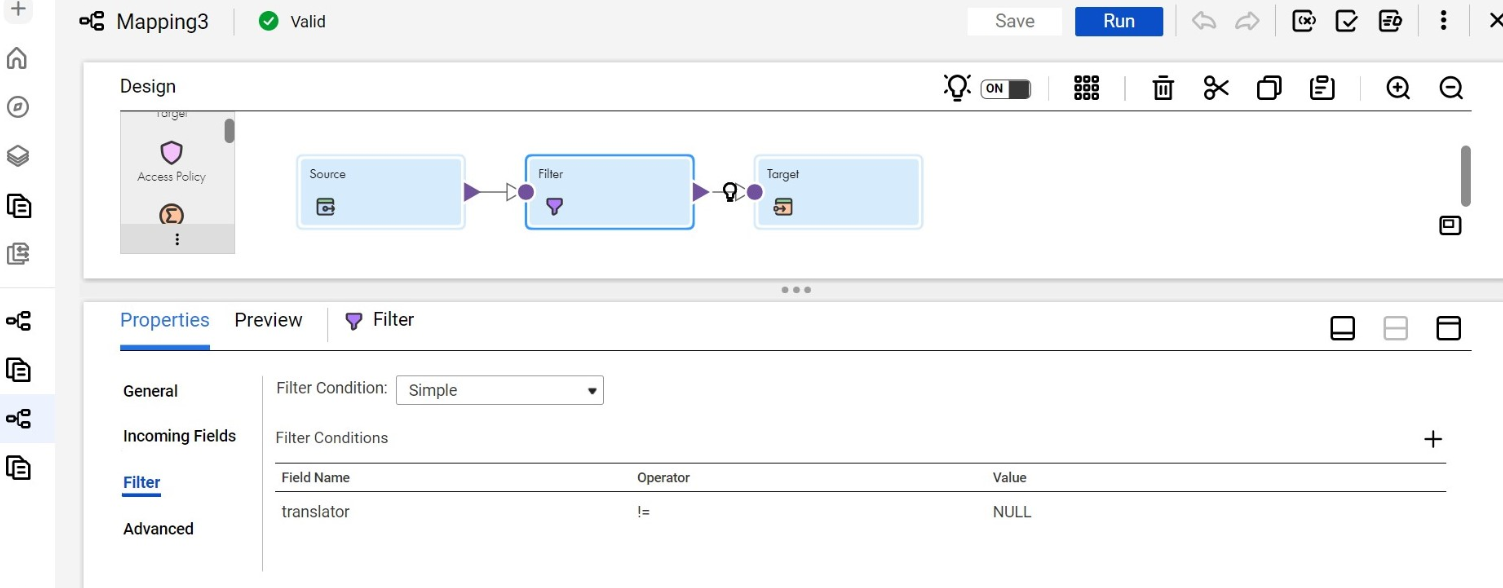 Mapping3
Valid
Save
Run
Design
ON
Target
Access Policy
Source
Filter
Target
Properties
Preview
Filter
General
Filter Condition:
Simple
Incoming Fields
Filter Conditions
Filter
Field Name
Operator
Value
translator
!=
NULL
Advanced